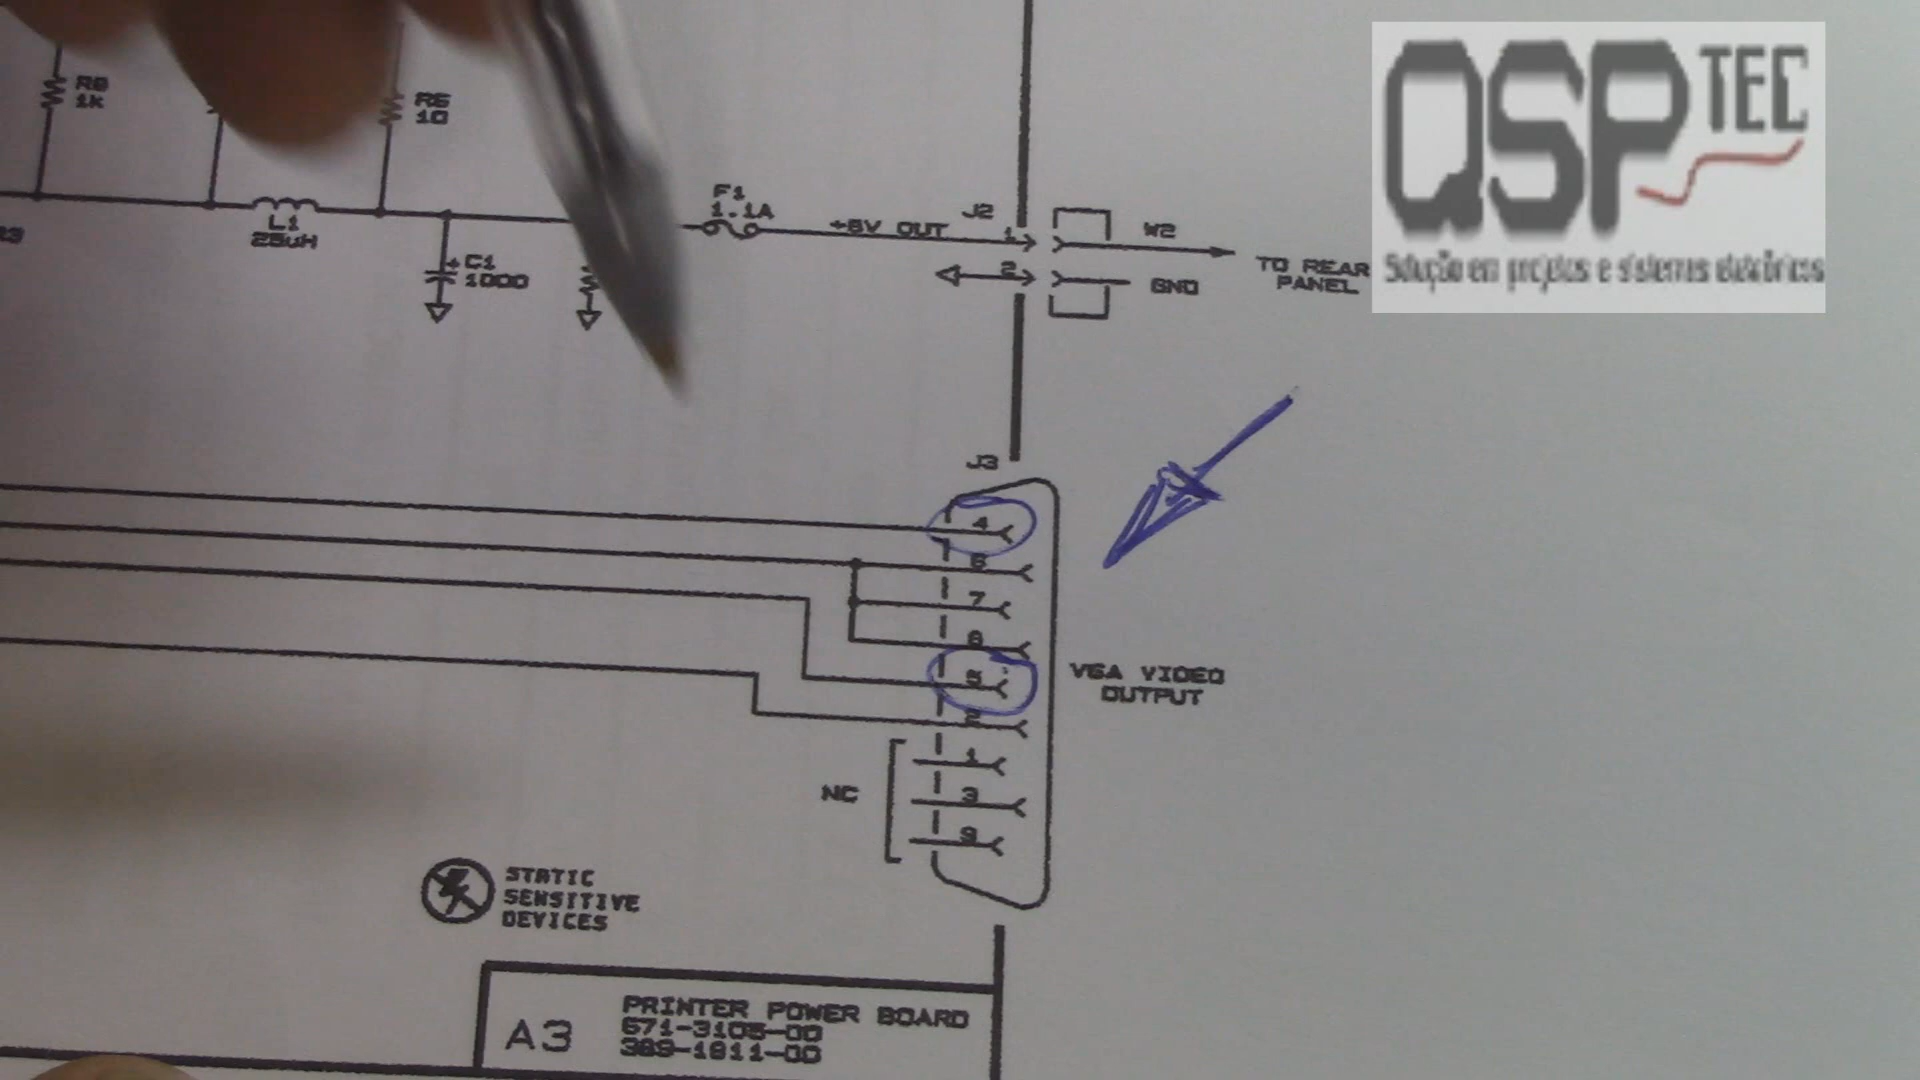 QSP TEC
Solução em projetos e sistemas eletrônicos
1k
R6
10
F1
1.1A
J2
+6V OUT
1
W2
2
GND
TO REAR
PANEL
L1
25uH
C1
1000
J3
4
6
7
8
5
2
1
3
9
NC
VGA VIDEO
OUTPUT
STATIC
SENSITIVE
DEVICES
A3
PRINTER POWER BOARD
671-3105-00
389-1811-00